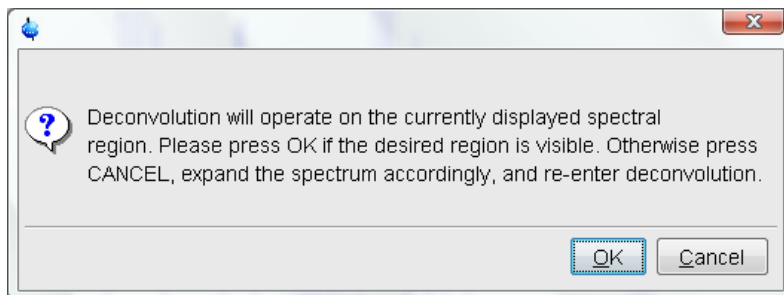 Deconvolution will operate on the currently displayed spectral
region. Please press OK if the desired region is visible. Otherwise press
CANCEL, expand the spectrum accordingly, and re-enter deconvolution.
OK
Cancel